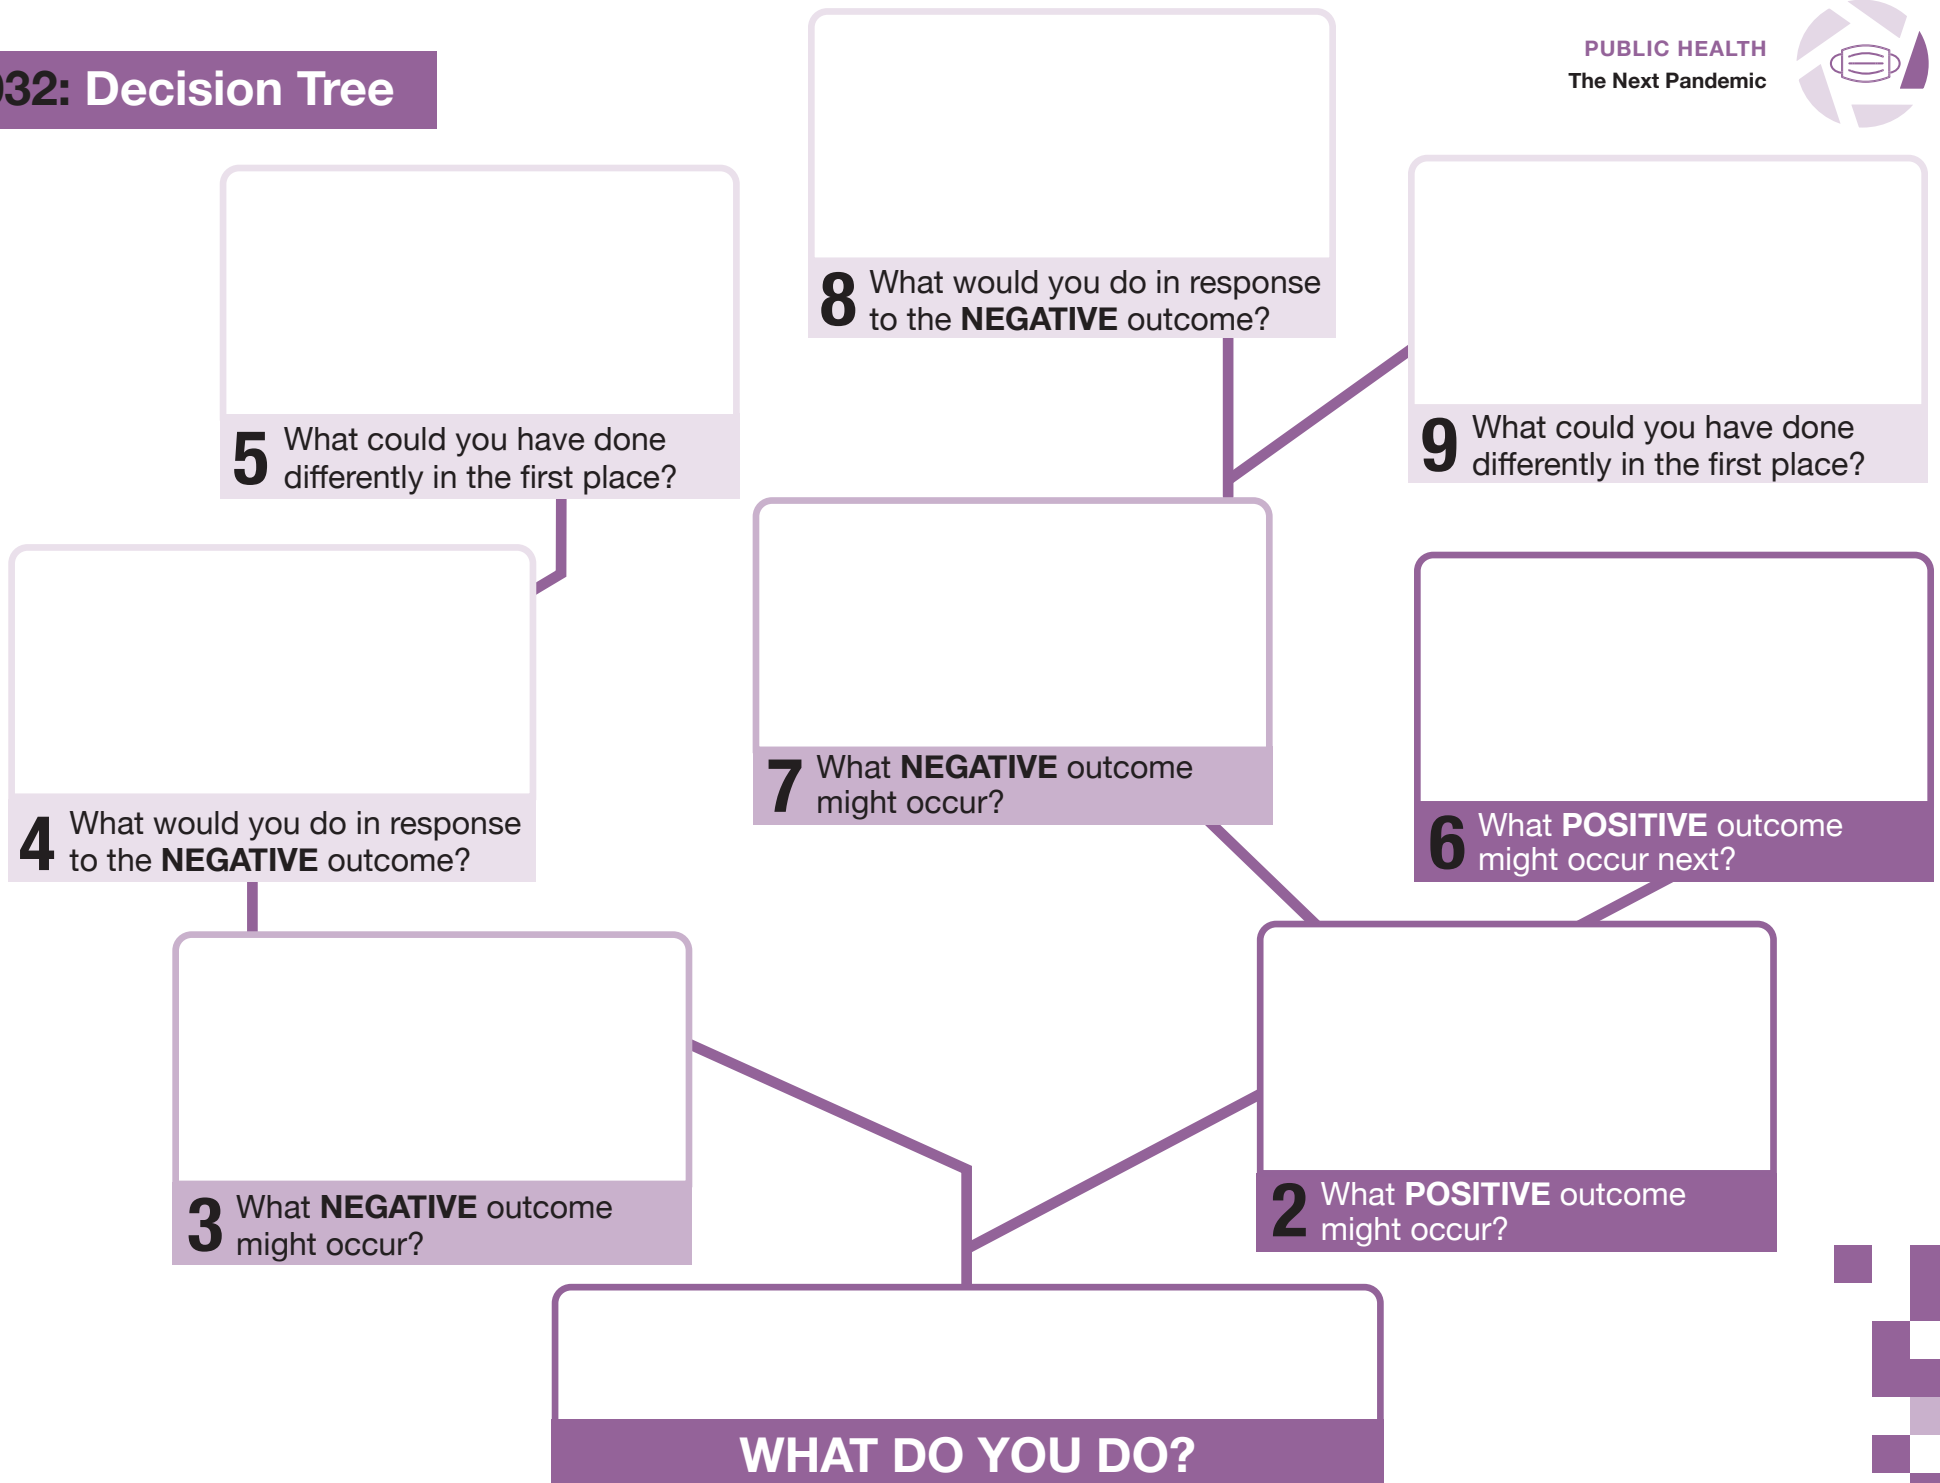 32: Decision Tree
PUBLIC HEALTH
The Next Pandemic
8 What would you do in response
to the NEGATIVE outcome?
5 What could you have done
differently in the first place?
9 What could you have done
differently in the first place?
7 What NEGATIVE outcome
might occur?
4 What would you do in response
to the NEGATIVE outcome?
6 What POSITIVE outcome
might occur next?
3 What NEGATIVE outcome
might occur?
2 What POSITIVE outcome
might occur?
WHAT DO YOU DO?